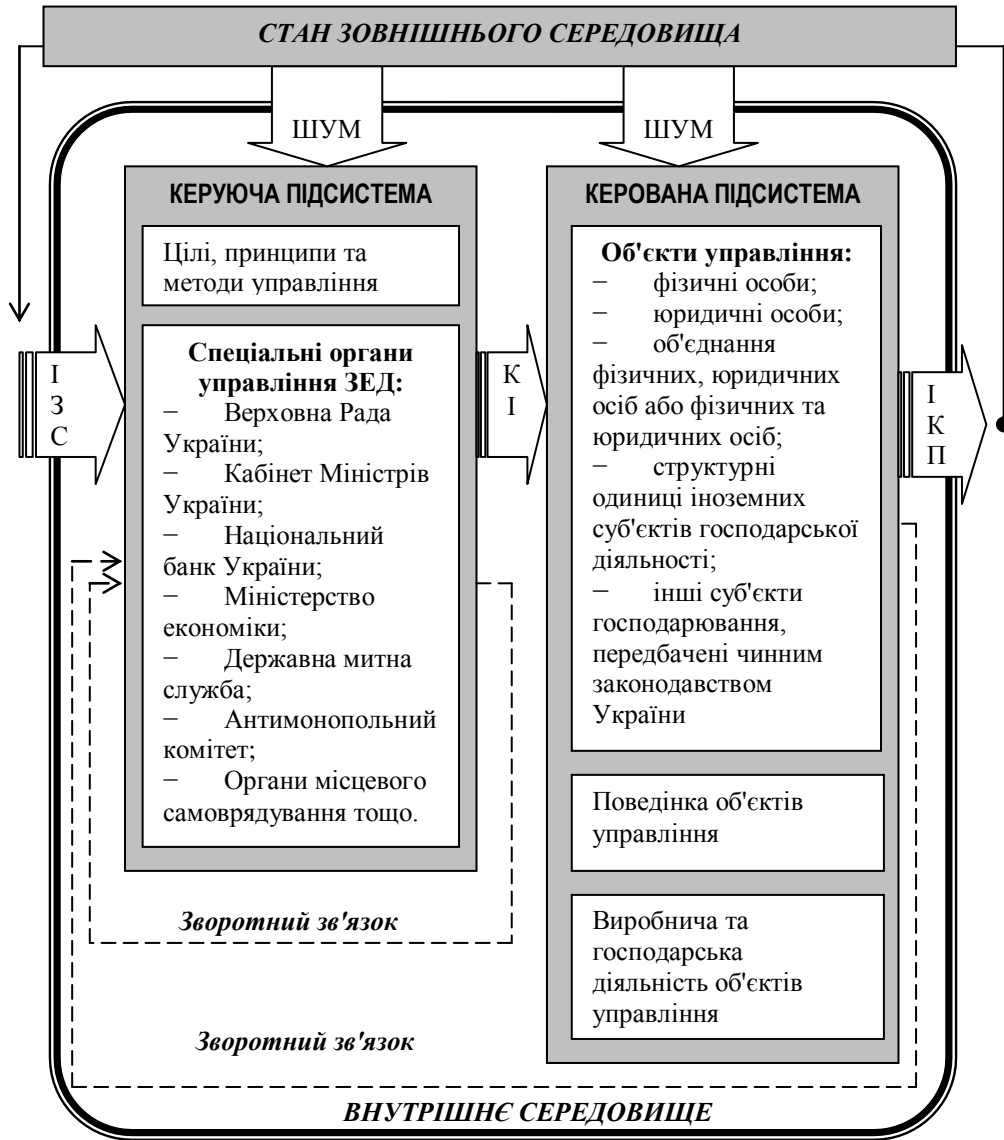 СТАН ЗОВНІШНЬОГО СЕРЕДОВИЩА
ШУМ
ШУМ
КЕРУЮЧА ПІДСИСТЕМА
Цілі, принципи та
методи управління
Спеціальні органи
управління ЗЕД:
− Верховна Рада
України;
− Кабінет Міністрів
України;
− Національний
банк України;
− Міністерство
економіки;
− Державна митна
служба;
− Антимонопольний
комітет;
− Органи місцевого
самоврядування тощо.
І
З
С
К
І
КЕРОВАНА ПІДСИСТЕМА
Об'єкти управління:
− фізичні особи;
− юридичні особи;
− об'єднання
фізичних, юридичних
осіб або фізичних та
юридичних осіб;
− структурні
одиниці іноземних
суб'єктів господарської
діяльності;
− інші суб'єкти
господарювання,
передбачені чинним
законодавством
України
Поведінка об'єктів
управління
Виробнича та
господарська
діяльність об'єктів
управління
І
К
П
Зворотний зв'язок
Зворотний зв'язок
ВНУТРІШНЄ СЕРЕДОВИЩЕ